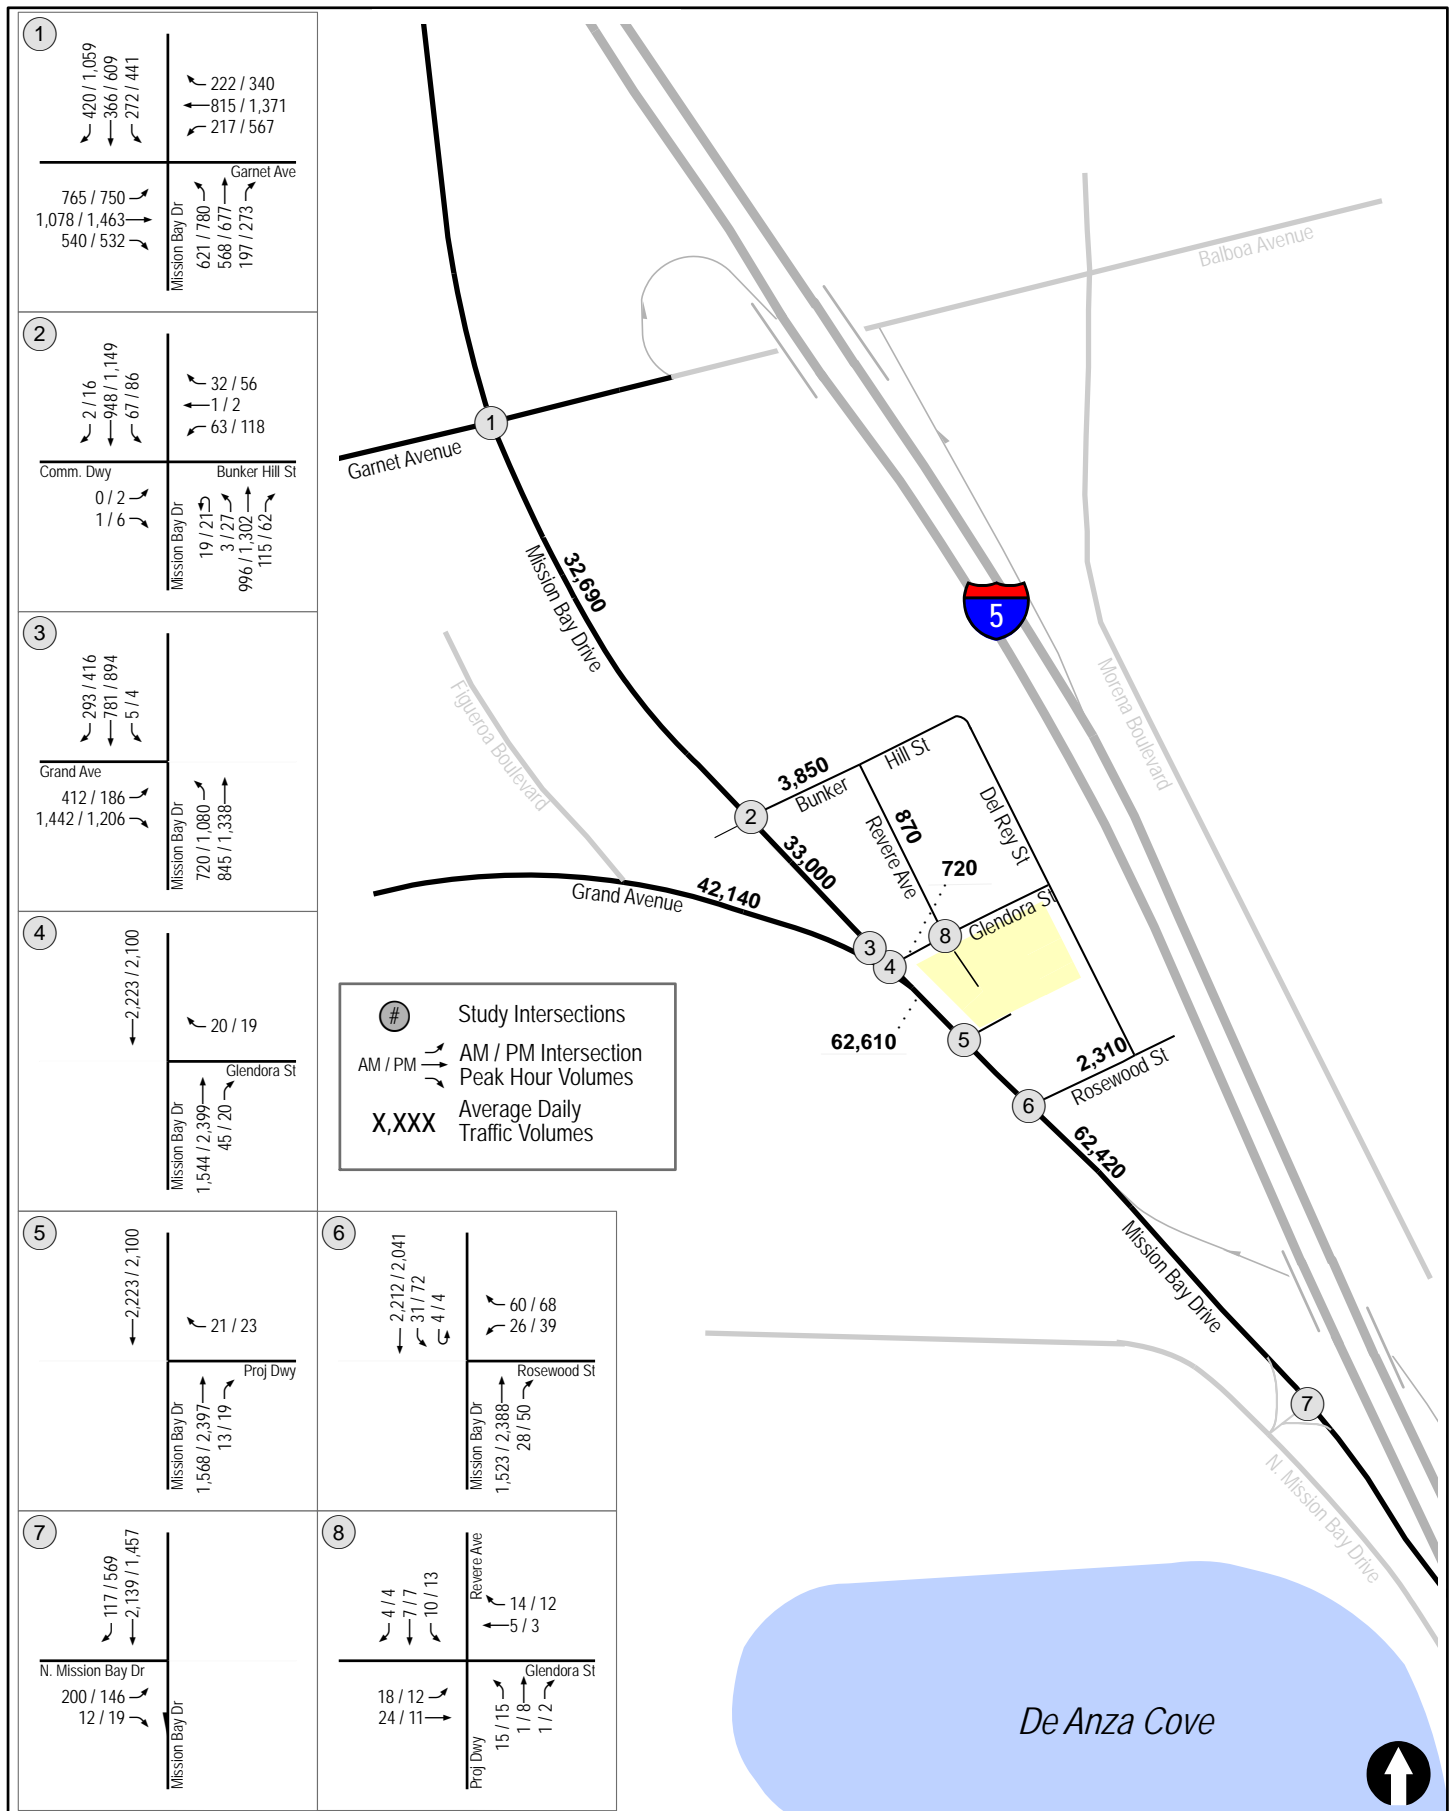 1
420 / 1,059
366 / 609
272 / 441
222 / 340
815 / 1,371
217 / 567
Garnet Ave
765 / 750
1,078 / 1,463
540 / 532
Mission Bay Dr
621 / 780
568 / 677
197 / 273
2
2 / 16
948 / 1,149
67 / 86
32 / 56
1 / 2
63 / 118
Comm. Dwy
Bunker Hill St
0 / 2
1 / 6
Mission Bay Dr
19 / 21
3 / 27
996 / 1,302
115 / 62
3
293 / 416
781 / 894
5 / 4
Grand Ave
412 / 186
1,442 / 1,206
Mission Bay Dr
720 / 1,080
845 / 1,338
4
2,223 / 2,100
20 / 19
Glendora St
Mission Bay Dr
1,544 / 2,399
45 / 20
5
2,223 / 2,100
21 / 23
Proj Dwy
Mission Bay Dr
1,568 / 2,397
13 / 19
6
2,212 / 2,041
31 / 72
4 / 4
60 / 68
26 / 39
Rosewood St
Mission Bay Dr
1,523 / 2,388
28 / 50
7
117 / 569
2,139 / 1,457
N. Mission Bay Dr
200 / 146
12 / 19
Mission Bay Dr
8
4 / 4
7 / 7
10 / 13
Revere Ave
14 / 12
5 / 3
Glendora St
18 / 12
24 / 11
Proj Dwy
15 / 15
1 / 8
1 / 2
Balboa Avenue
1
Garnet Avenue
32,690
Mission Bay Drive
5
Figueroa Boulevard
Morena Boulevard
3,850
Bunker
Hill St
2
870
Revere Ave
Del Rey St
33,000
720
42,140
Grand Avenue
3
4
8
Glendora St
62,610
5
2,310
Rosewood St
6
62,420
Mission Bay Drive
7
N. Mission Bay Drive
De Anza Cove
#
Study Intersections
AM / PM
AM / PM Intersection
Peak Hour Volumes
X,XXX
Average Daily
Traffic Volumes